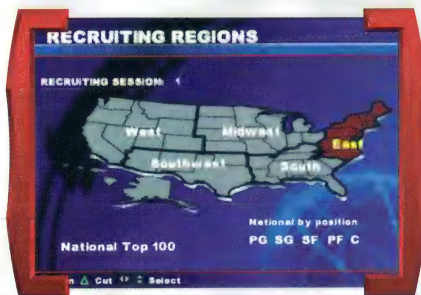 RECRUITING REGIONS
RECRUITING SESSION: 1
West
Midwest
East
Southwest
South
National by position
National Top 100
PG SG SF PF C
Cut Select